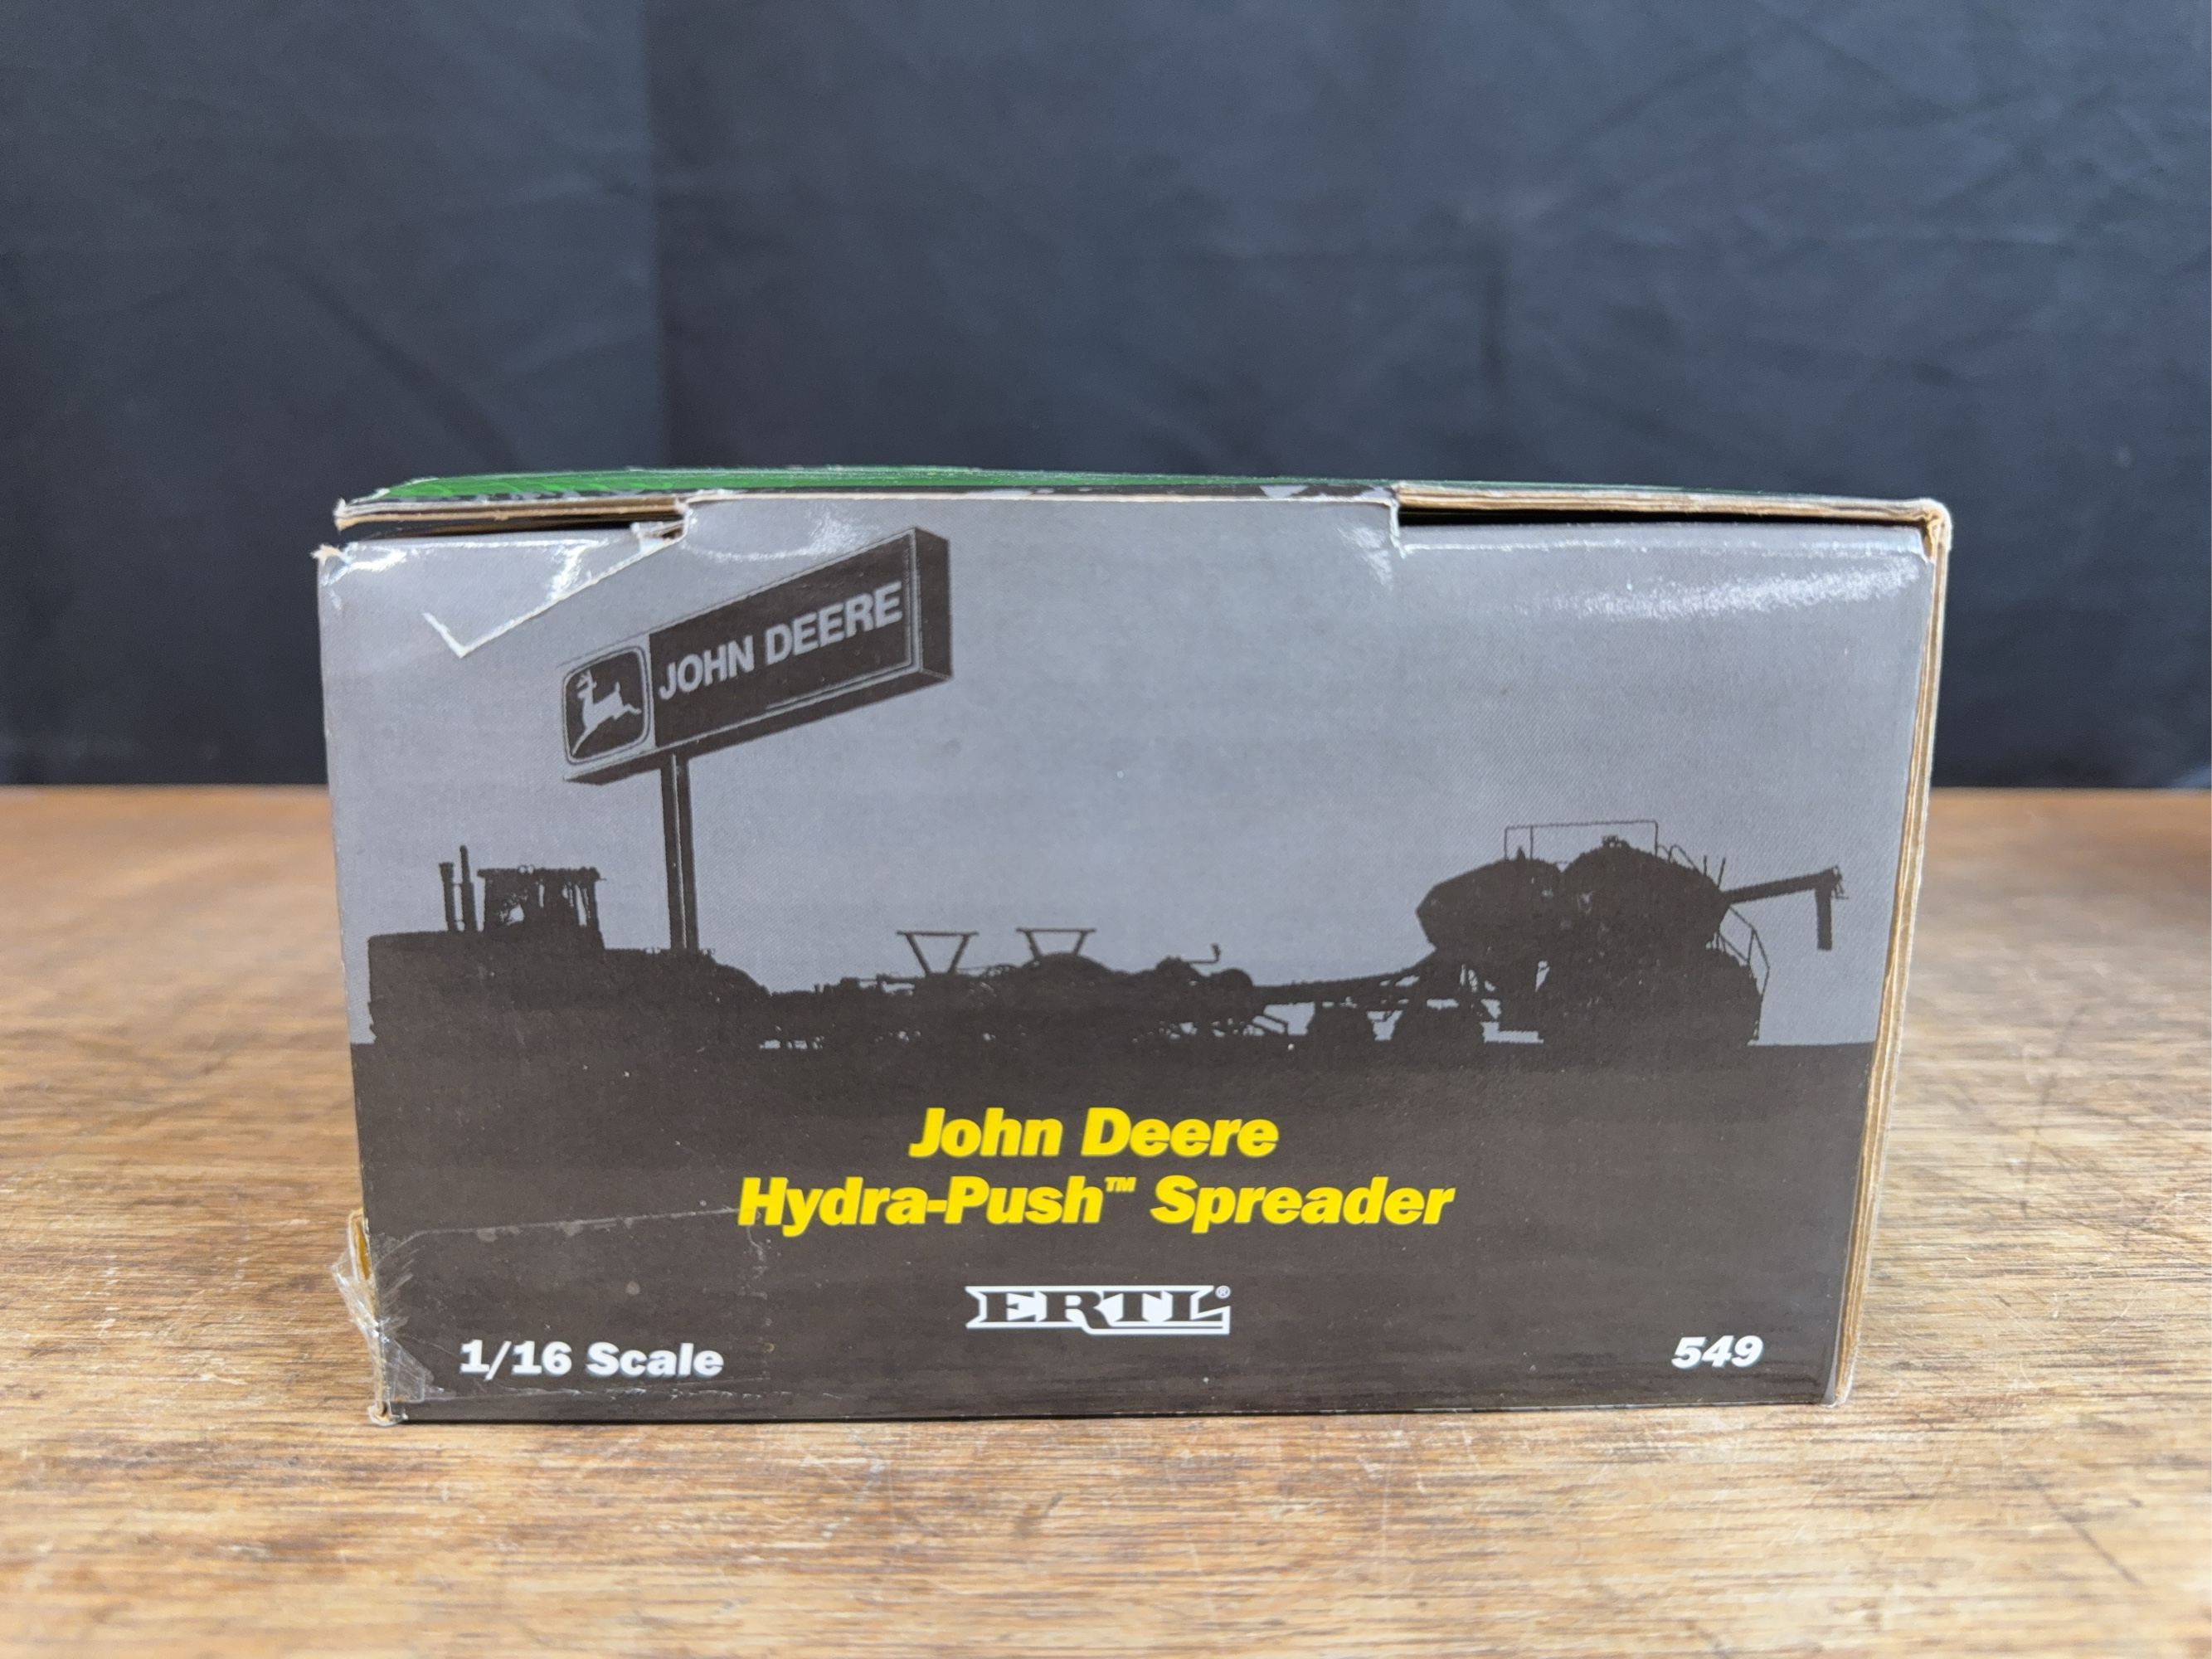 JOHN DEERE
John Deere
Hydra-Push™ Spreader
ERTL®
1/16 Scale
549